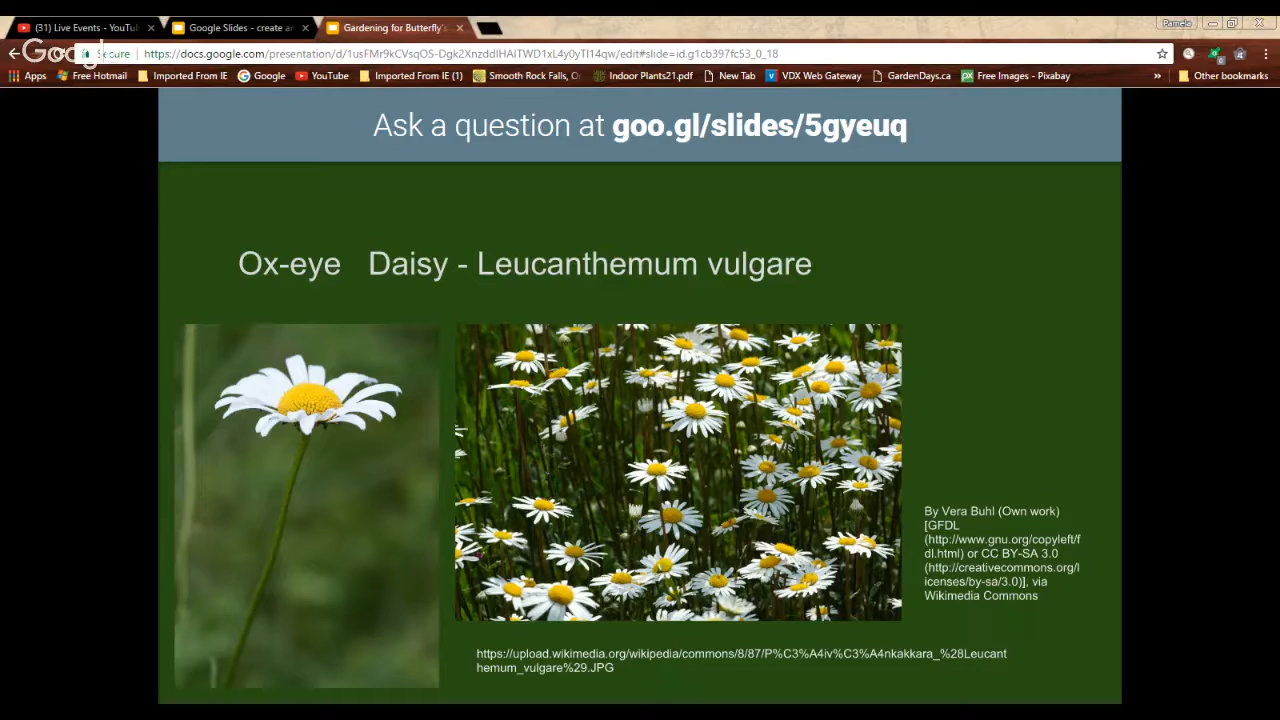 (31) Live Events - YouTu
Google Slides - create an
Gardening for Butterfly's
Pamela
Secure
https://docs.google.com/presentation/d/1usFMr9kCVsqOS-Dgk2XnzddIHAITWD1xL4y0yTI14qw/edit#slide=id.g1cb397fc53_0_18
Apps
Free Hotmail
Imported From IE
Google
YouTube
Imported From IE (1)
Smooth Rock Falls, O
Indoor Plants21.pdf
New Tab
VDX Web Gateway
GardenDays.ca
Free Images - Pixabay
»
Other bookmarks
Ask a question at goo.gl/slides/5gyeuq
Ox-eye Daisy - Leucanthemum vulgare
By Vera Buhl (Own work)
[GFDL
(http://www.gnu.org/copyleft/f
dl.html) or CC BY-SA 3.0
(http://creativecommons.org/l
icenses/by-sa/3.0)], via
Wikimedia Commons
https://upload.wikimedia.org/wikipedia/commons/8/87/P%C3%A4iv%C3%A4nkakkara_%28Leucant
hemum_vulgare%29.JPG